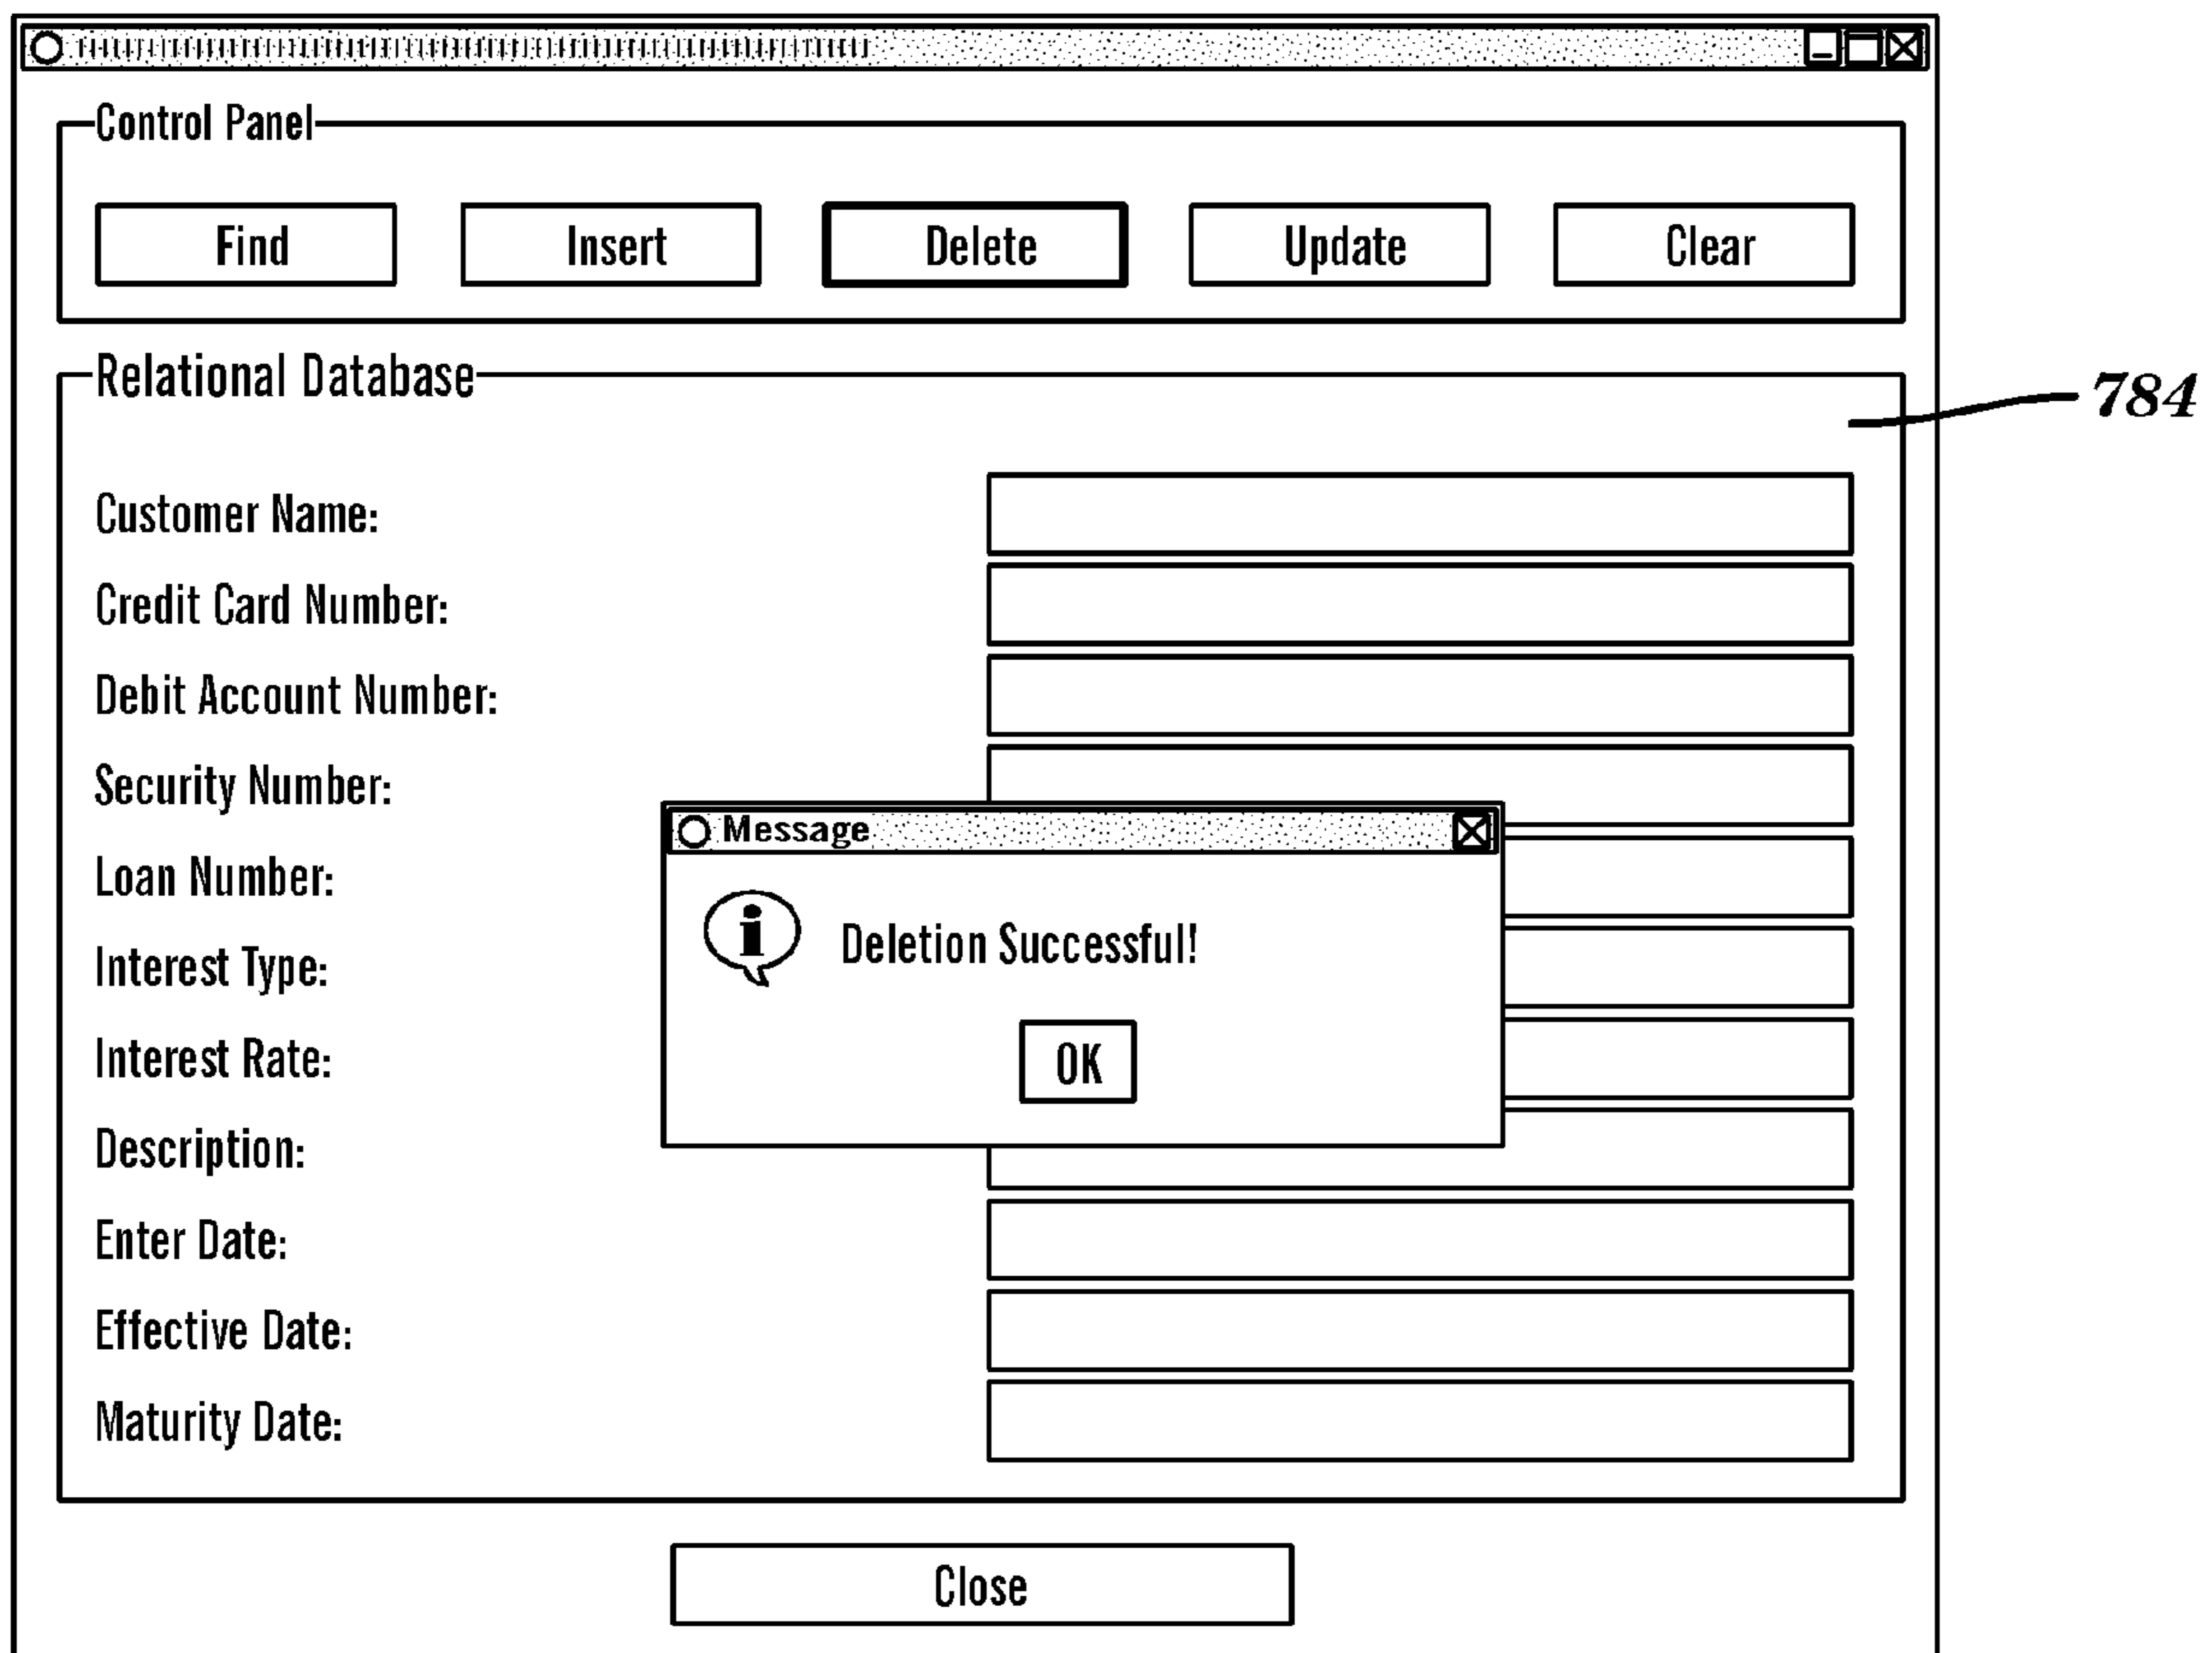 Control Panel
Find Insert Delete Update Clear
Relational Database
784
Customer Name:
Credit Card Number:
Debit Account Number:
Security Number:
Message
Loan Number:
i Deletion Successful!
Interest Type:
Interest Rate:
OK
Description:
Enter Date:
Effective Date:
Maturity Date:
Close